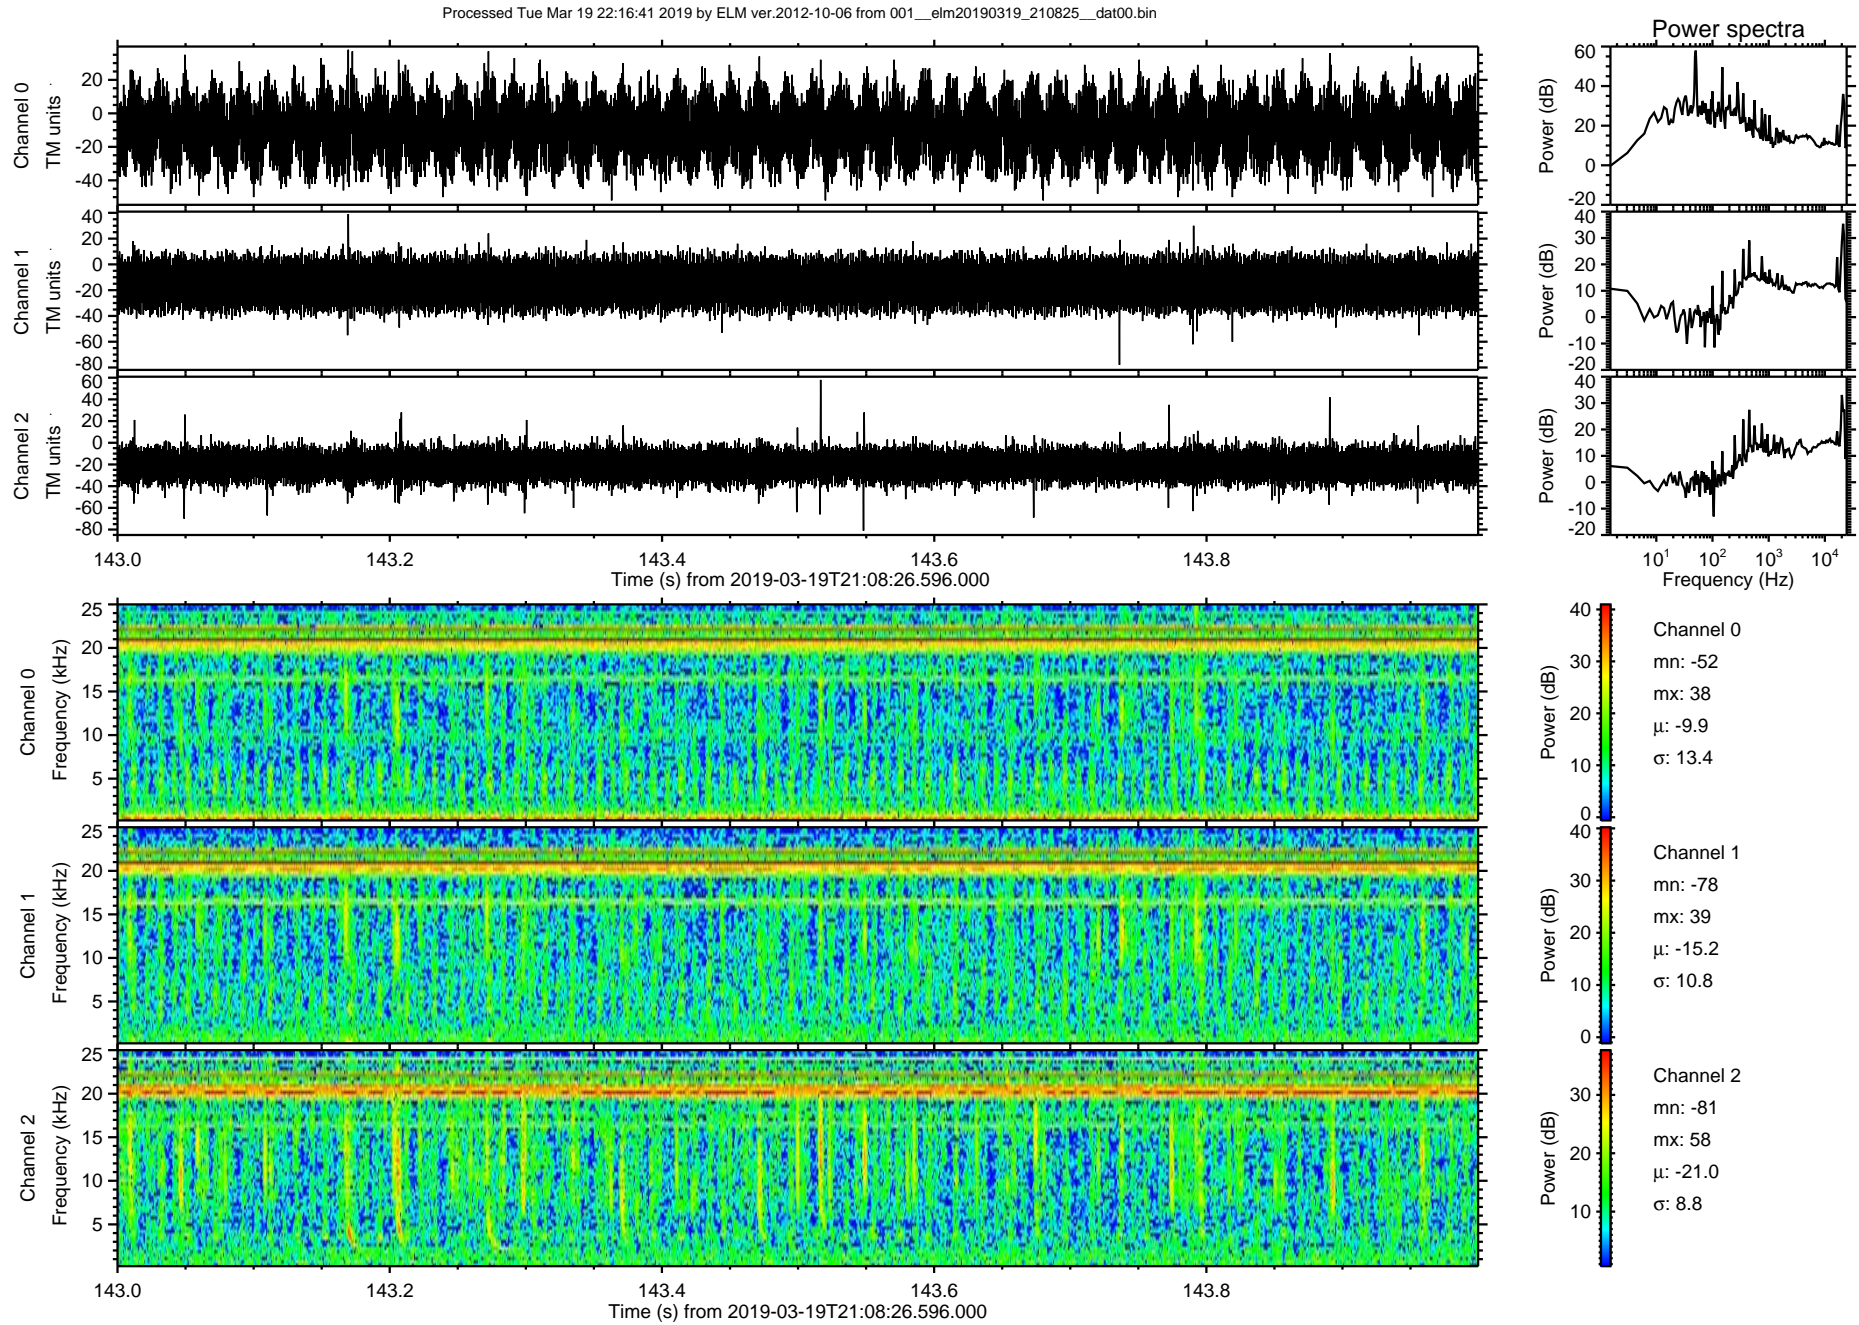 Processed Tue Mar 19 22:16:41 2019 by ELM ver.2012-10-06 from 001__elm20190319_210825__dat00.bin
Power spectra
Channel 0
TM units
20
0
-20
-40
Power (dB)
60
40
20
0
-20
Channel 1
TM units
40
20
0
-20
-40
-60
-80
Power (dB)
40
30
20
10
0
-10
-20
Channel 2
TM units
60
40
20
0
-20
-40
-60
-80
Power (dB)
40
30
20
10
0
-10
-20
143.0 143.2 143.4 143.6 143.8
Time (s) from 2019-03-19T21:08:26.596.000
10^1 10^2 10^3 10^4
Frequency (Hz)
Channel 0
Frequency (kHz)
25
20
15
10
5
Power (dB)
40
30
20
10
0
Channel 0
mn: -52
mx: 38
μ: -9.9
σ: 13.4
Channel 1
Frequency (kHz)
25
20
15
10
5
Power (dB)
40
30
20
10
0
Channel 1
mn: -78
mx: 39
μ: -15.2
σ: 10.8
Channel 2
Frequency (kHz)
25
20
15
10
5
Power (dB)
30
20
10
Channel 2
mn: -81
mx: 58
μ: -21.0
σ: 8.8
143.0 143.2 143.4 143.6 143.8
Time (s) from 2019-03-19T21:08:26.596.000